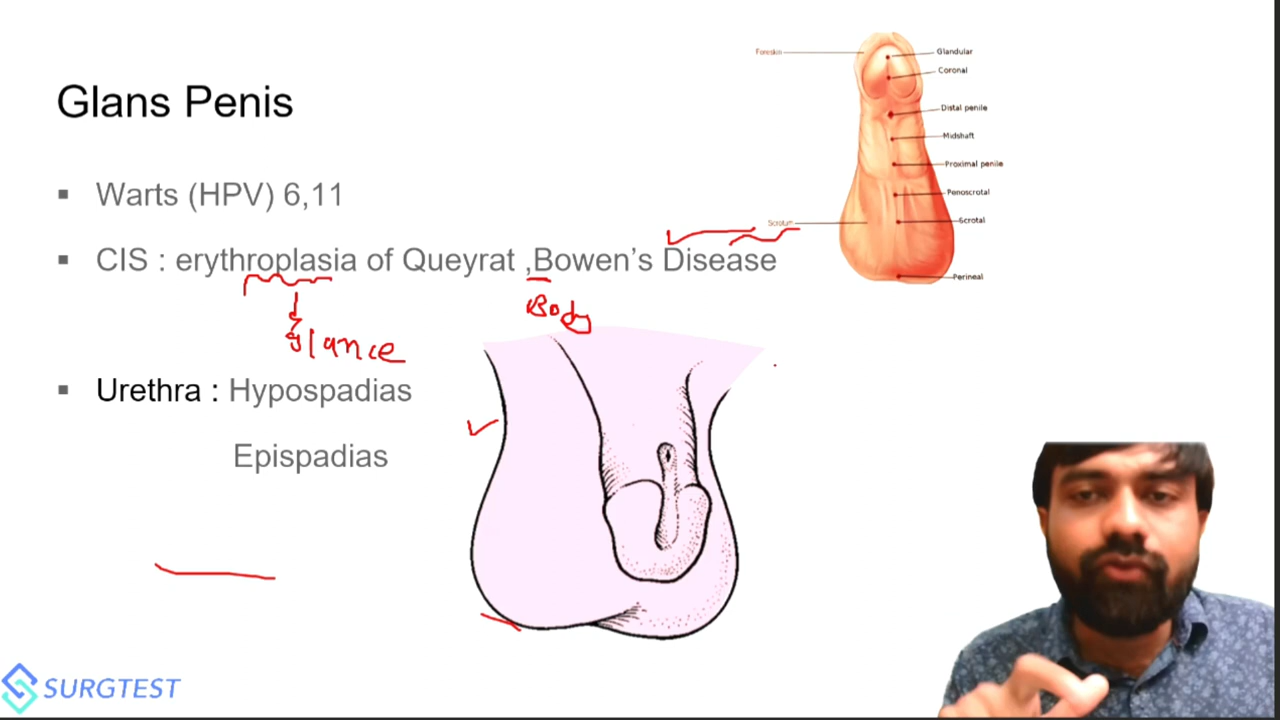 Glans Penis
▪ Warts (HPV) 6,11
▪ CIS : erythroplasia of Queyrat ,Bowen's Disease
Body
glance
▪ Urethra : Hypospadias
Epispadias
Foreskin
Glandular
Coronal
Distal penile
Midshaft
Proximal penile
Penoscrotal
Scrotum
Scrotal
Perineal
SURGTEST